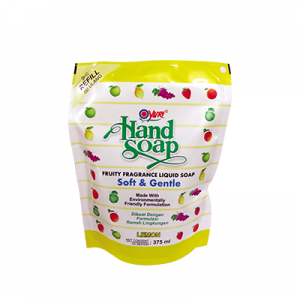 REFILL
YURI
Hand
Soap
FRUITY FRAGRANCE LIQUID SOAP
Soft & Gentle
Made With
Environmentally
Friendly Formulation
Dibuat Dengan
Formulasi
Ramah Lingkungan
LEMON
375 ml